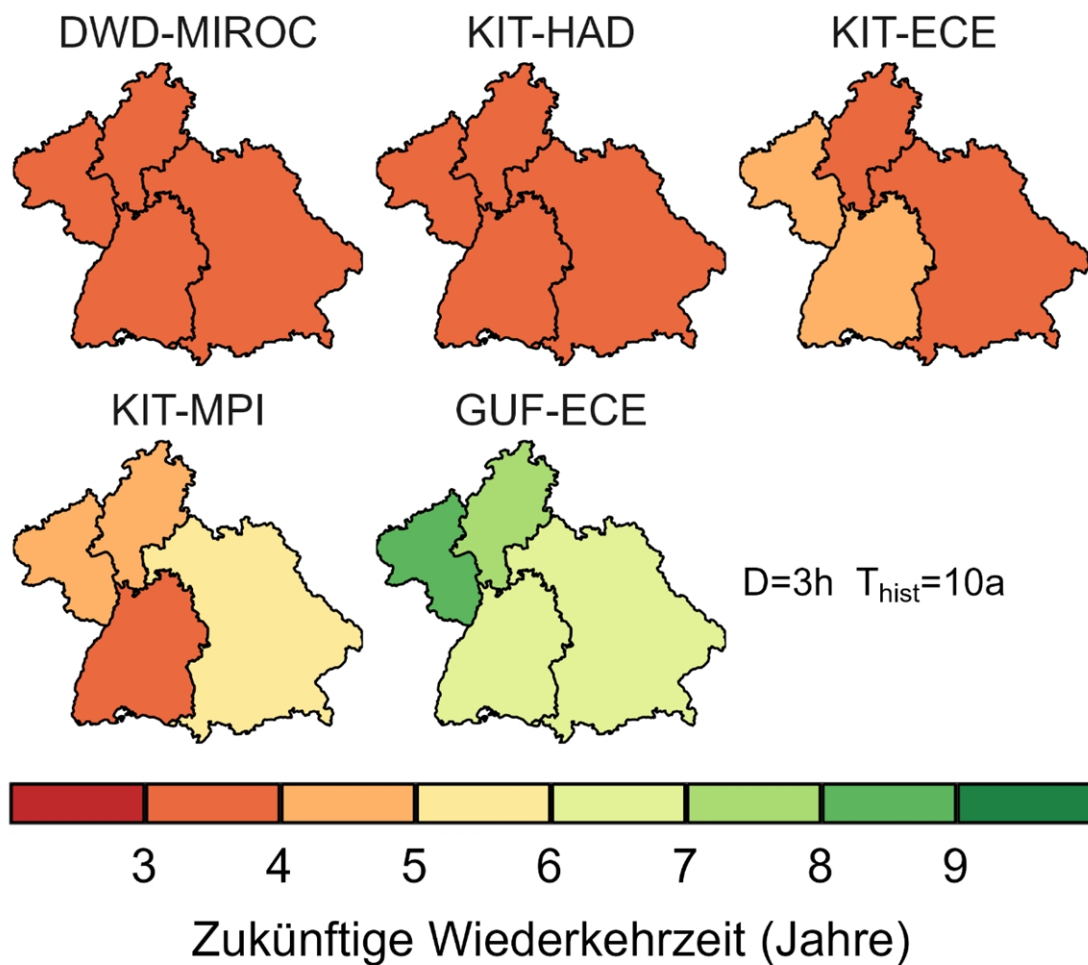 DWD-MIROC KIT-HAD KIT-ECE
KIT-MPI GUF-ECE
D=3h T_hist=10a
3 4 5 6 7 8 9
Zukünftige Wiederkehrzeit (Jahre)